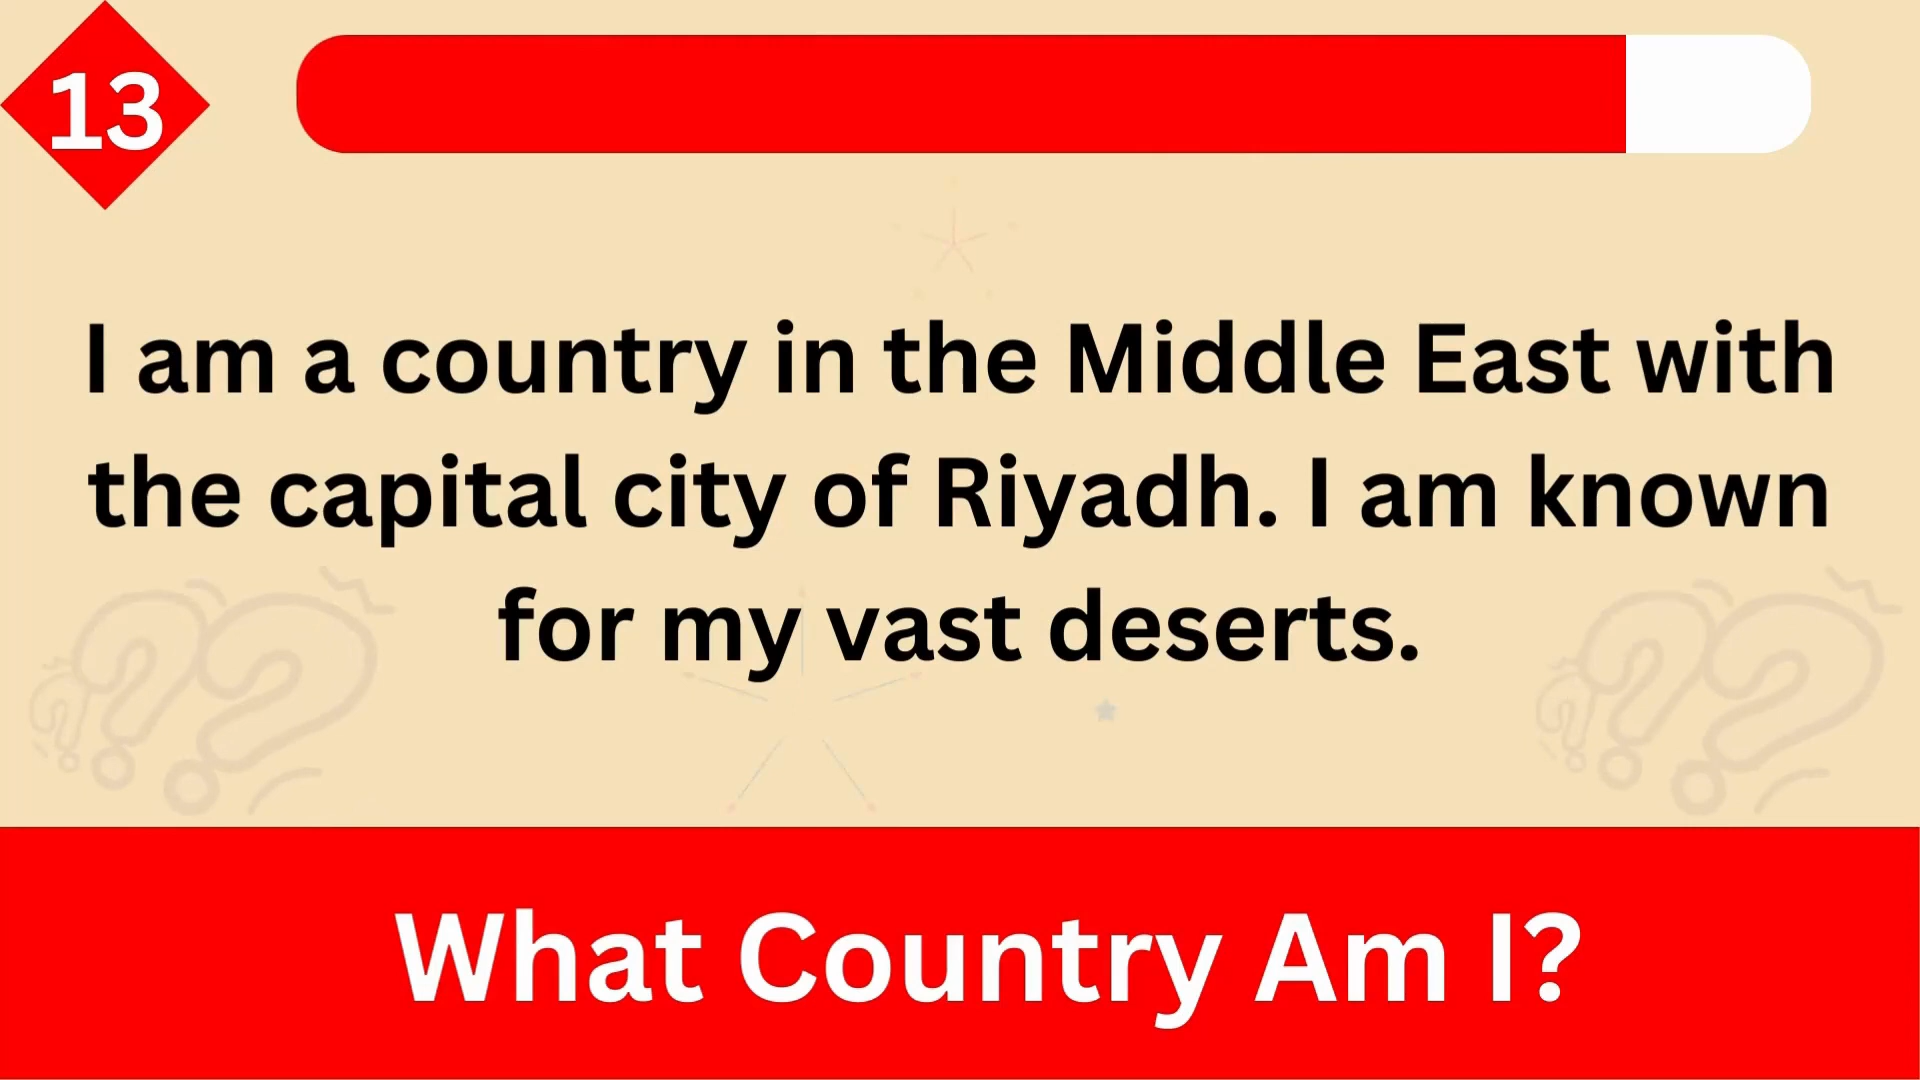 13
I am a country in the Middle East with
the capital city of Riyadh. I am known
for my vast deserts.
What Country Am I?